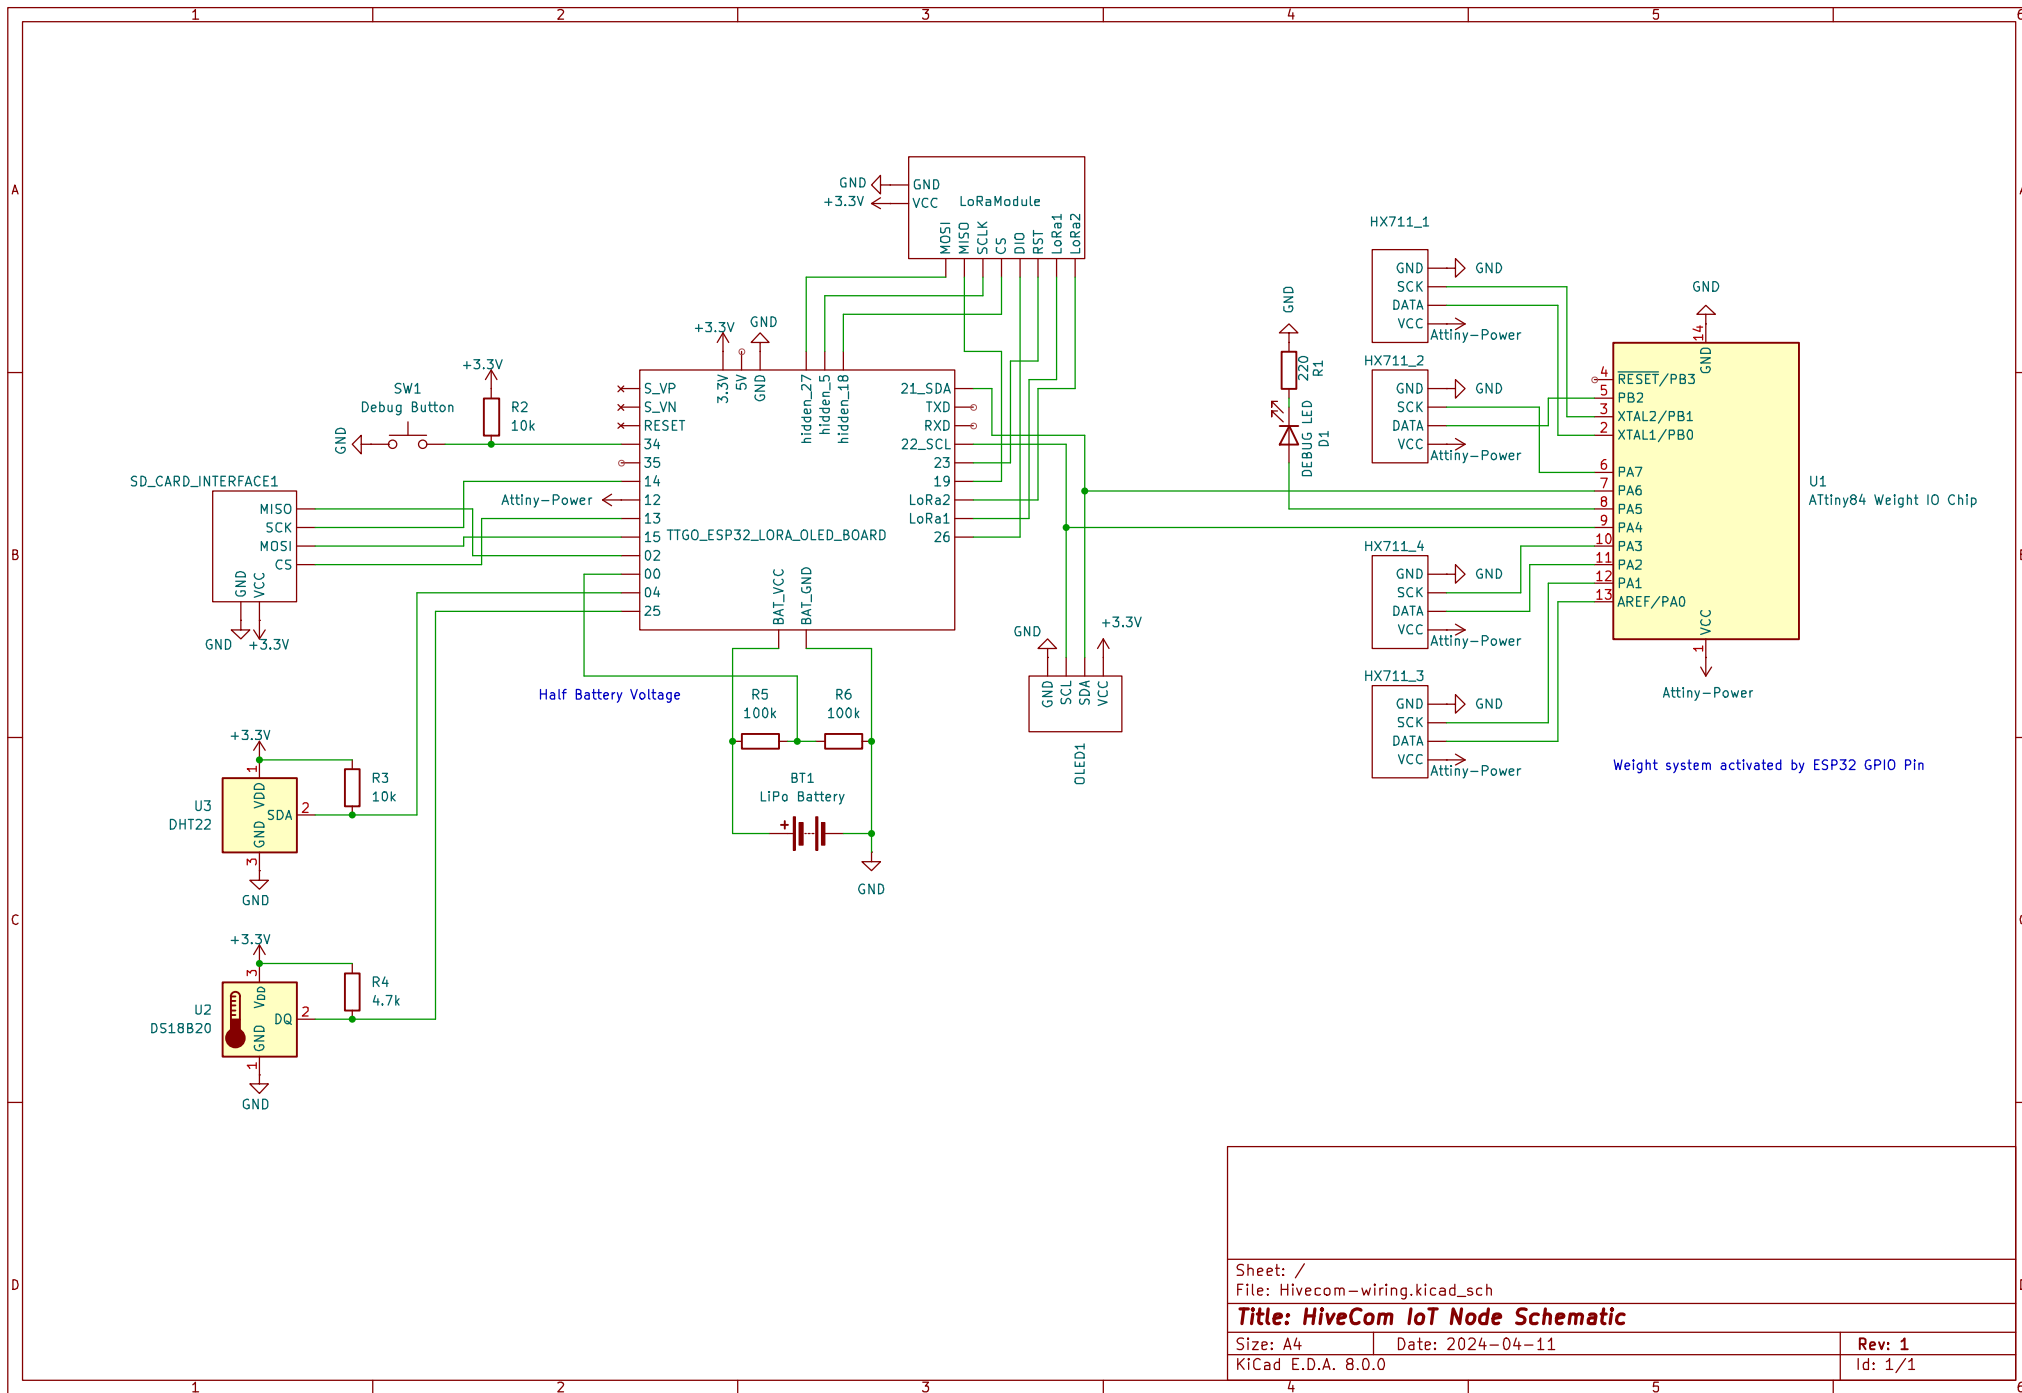 1 2 3 4 5 6
A
B
C
D
GND
+3.3V
GND
VCC
LoRaModule
MOSI
MISO
SCLK
CS
DIO
RST
LoRa1
LoRa2
SW1
Debug Button
GND
+3.3V
R2
10k
+3.3V
GND
3.3V
5V
GND
hidden_27
hidden_5
hidden_18
S_VP
S_VN
RESET
34
35
14
12
13
15
02
00
04
25
Attiny-Power
TTGO_ESP32_LORA_OLED_BOARD
21_SDA
TXD
RXD
22_SCL
23
19
LoRa2
LoRa1
26
BAT_VCC
BAT_GND
SD_CARD_INTERFACE1
MISO
SCK
MOSI
CS
GND
VCC
GND
+3.3V
Half Battery Voltage
R5
100k
R6
100k
BT1
LiPo Battery
+
GND
GND
+3.3V
GND
SCL
SDA
VCC
OLED1
+3.3V
1
VDD
U3
DHT22
SDA
2
GND
3
GND
R3
10k
+3.3V
3
VDD
U2
DS18B20
DQ
2
GND
1
GND
R4
4.7k
GND
220
R1
DEBUG LED
D1
HX711_1
GND
SCK
DATA
VCC
GND
Attiny-Power
HX711_2
GND
SCK
DATA
VCC
GND
Attiny-Power
HX711_4
GND
SCK
DATA
VCC
GND
Attiny-Power
HX711_3
GND
SCK
DATA
VCC
GND
Attiny-Power
GND
14
GND
4 RESET/PB3
5 PB2
3 XTAL2/PB1
2 XTAL1/PB0
6 PA7
7 PA6
8 PA5
9 PA4
10 PA3
11 PA2
12 PA1
13 AREF/PA0
VCC
1
Attiny-Power
U1
ATtiny84 Weight IO Chip
Weight system activated by ESP32 GPIO Pin
Sheet: /
File: Hivecom-wiring.kicad_sch
Title: HiveCom IoT Node Schematic
Size: A4 Date: 2024-04-11 Rev: 1
KiCad E.D.A. 8.0.0 Id: 1/1
1 2 3 4 5 6